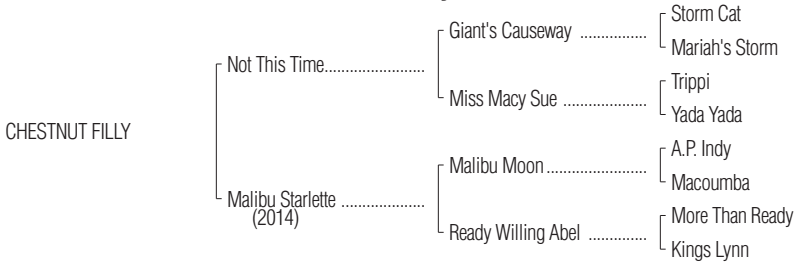 Storm Cat
Giant's Causeway ................
Mariah's Storm
Not This Time........................
Trippi
Miss Macy Sue ....................
Yada Yada
CHESTNUT FILLY
A.P. Indy
Malibu Moon ........................
Macoumba
Malibu Starlette ....................
(2014)
More Than Ready
Ready Willing Abel ..............
Kings Lynn